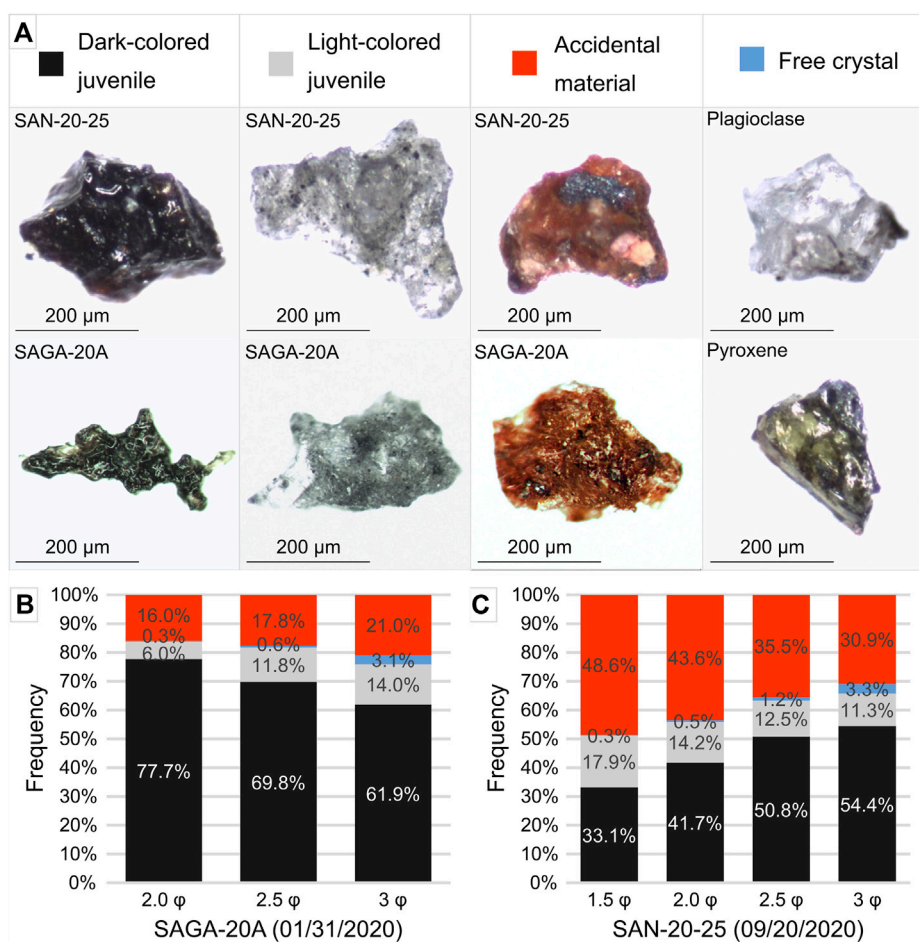 A
Dark-colored
juvenile
Light-colored
juvenile
Accidental
material
Free crystal
SAN-20-25
SAN-20-25
SAN-20-25
Plagioclase
200 µm
200 µm
200 µm
200 µm
SAGA-20A
SAGA-20A
SAGA-20A
Pyroxene
200 µm
200 µm
200 µm
200 µm
B
Frequency
100%
90%
80%
70%
60%
50%
40%
30%
20%
10%
0%
16.0%
0.3%
6.0%
77.7%
17.8%
0.6%
11.8%
69.8%
21.0%
3.1%
14.0%
61.9%
2.0 φ
2.5 φ
3 φ
SAGA-20A (01/31/2020)
C
Frequency
100%
90%
80%
70%
60%
50%
40%
30%
20%
10%
0%
48.6%
0.3%
17.9%
33.1%
43.6%
0.5%
14.2%
41.7%
35.5%
1.2%
12.5%
50.8%
30.9%
3.3%
11.3%
54.4%
1.5 φ
2.0 φ
2.5 φ
3 φ
SAN-20-25 (09/20/2020)